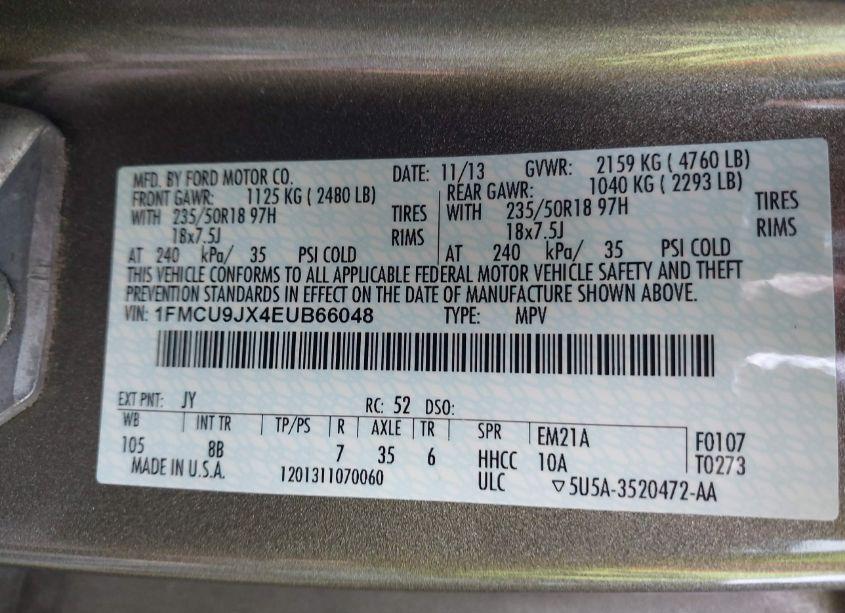 MFD. BY FORD MOTOR CO. DATE: 11/13 GVWR: 2159 KG ( 4760 LB)
FRONT GAWR: 1125 KG ( 2480 LB) REAR GAWR: 1040 KG ( 2293 LB)
WITH 235/50R18 97H TIRES WITH 235/50R18 97H TIRES
18x7.5J RIMS 18x7.5J RIMS
AT 240 kPa/ 35 PSI COLD AT 240 kPa/ 35 PSI COLD
THIS VEHICLE CONFORMS TO ALL APPLICABLE FEDERAL MOTOR VEHICLE SAFETY AND THEFT
PREVENTION STANDARDS IN EFFECT ON THE DATE OF MANUFACTURE SHOWN ABOVE.
VIN: 1FMCU9JX4EUB66048 TYPE: MPV
EXT PNT: JY RC: 52 DSO:
WB INT TR TP/PS R AXLE TR SPR EM21A F0107
105 8B 7 35 6 HHCC 10A T0273
MADE IN U.S.A. 1201311070060 ULC ▽5U5A-3520472-AA